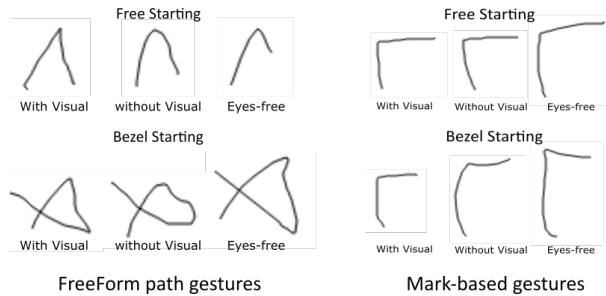 Free Starting
With Visual without Visual Eyes-free
Bezel Starting
With Visual without Visual Eyes-free
FreeForm path gestures
Free Starting
With Visual Without Visual Eyes-free
Bezel Starting
With Visual Without Visual Eyes-free
Mark-based gestures